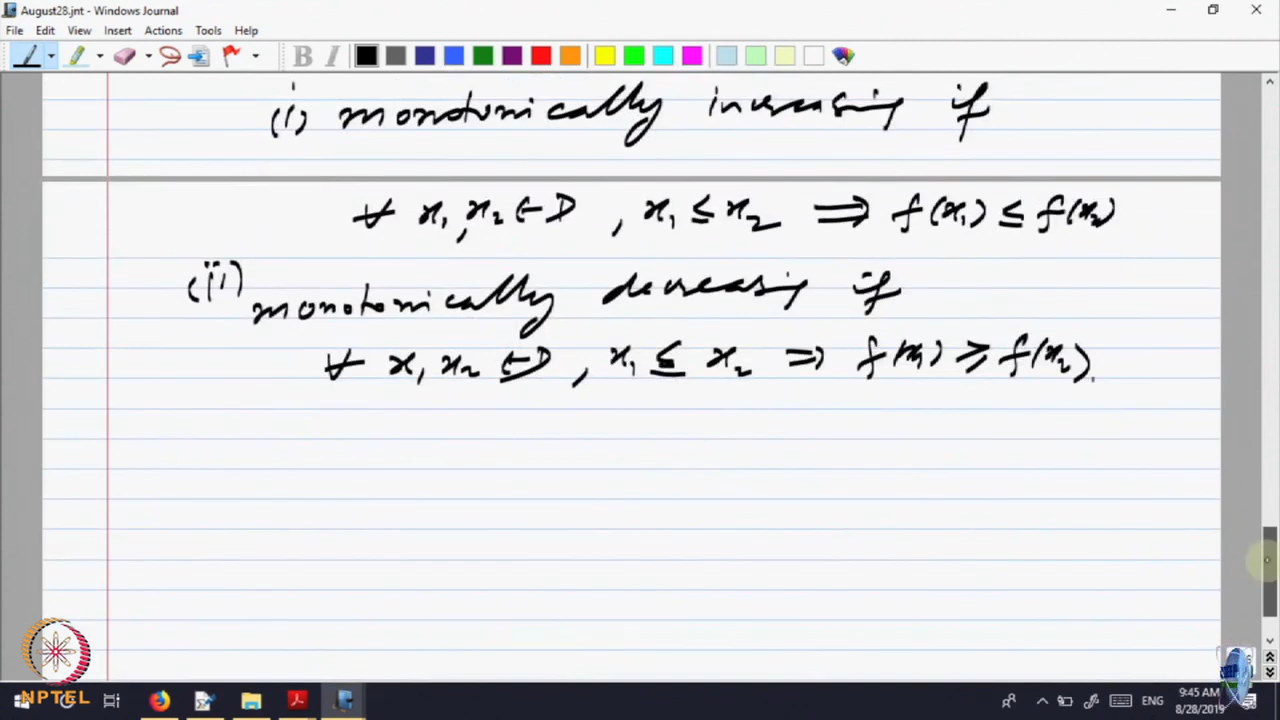 August28.jnt - Windows Journal
File Edit View Insert Actions Tools Help
(i) monotonically increasing if
∀ x₁, x₂ ∈ D , x₁ ≤ x₂ ⟹ f(x₁) ≤ f(x₂)
(ii) monotonically decreasing if
∀ x₁, x₂ ∈ D , x₁ ≤ x₂ ⇒ f(x₁) ≥ f(x₂).
NPTEL
ENG
9:45 AM
8/28/2019